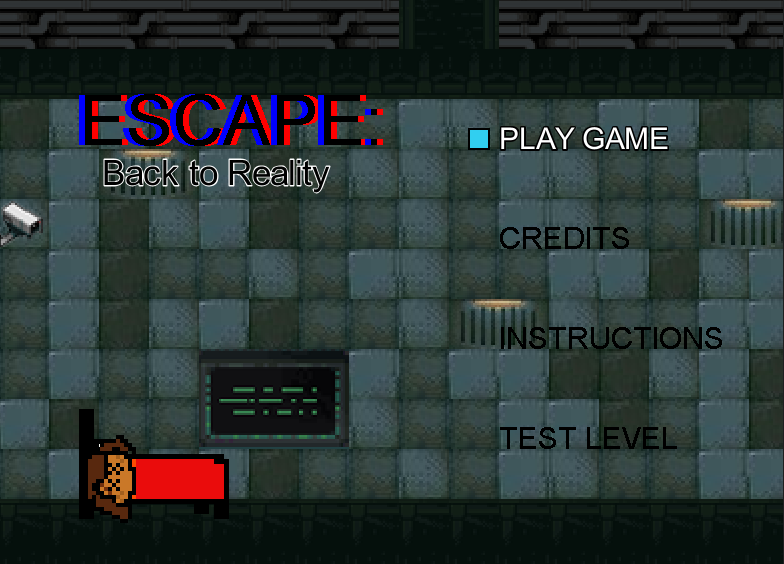 ESCAPE:
Back to Reality
PLAY GAME
CREDITS
INSTRUCTIONS
TEST LEVEL